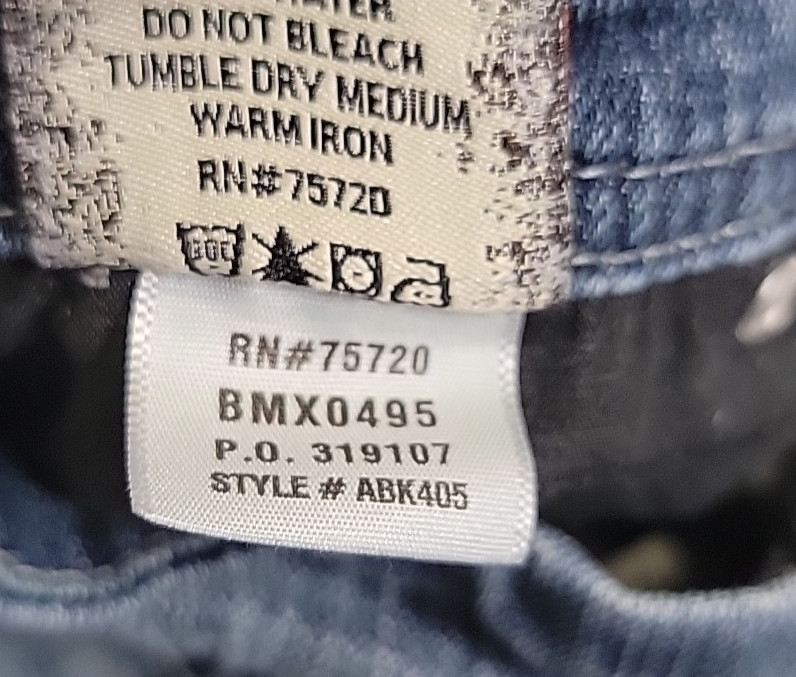 DO NOT BLEACH
TUMBLE DRY MEDIUM
WARM IRON
RN#75720
RN#75720
BMX0495
P.O. 319107
STYLE # ABK405